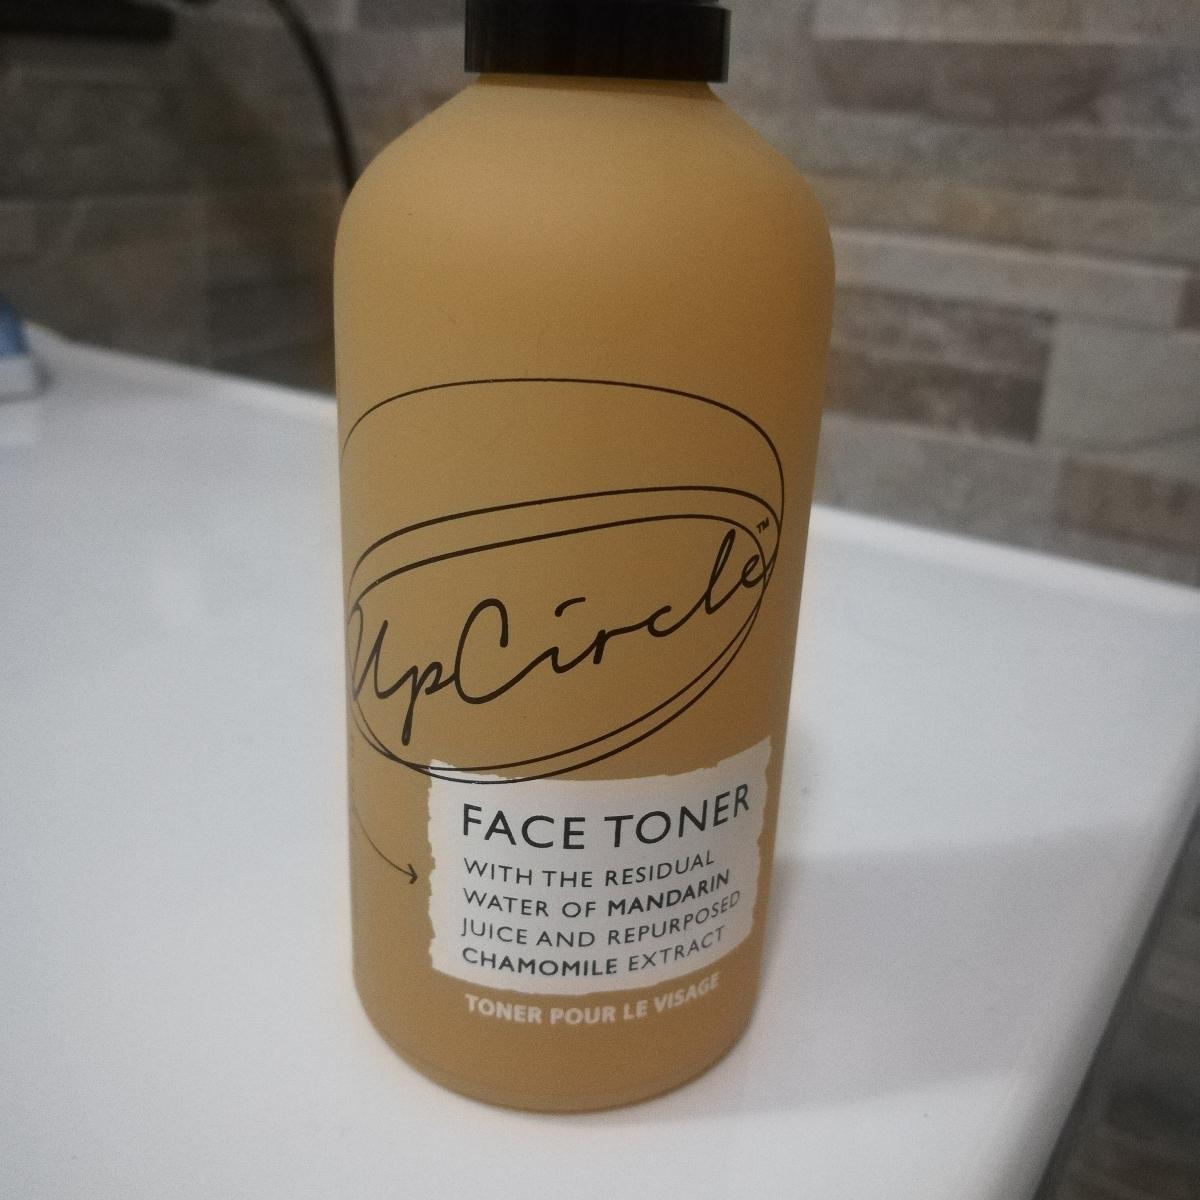 UpCircle™
FACE TONER
WITH THE RESIDUAL
WATER OF MANDARIN
JUICE AND REPURPOSED
CHAMOMILE EXTRACT
TONER POUR LE VISAGE